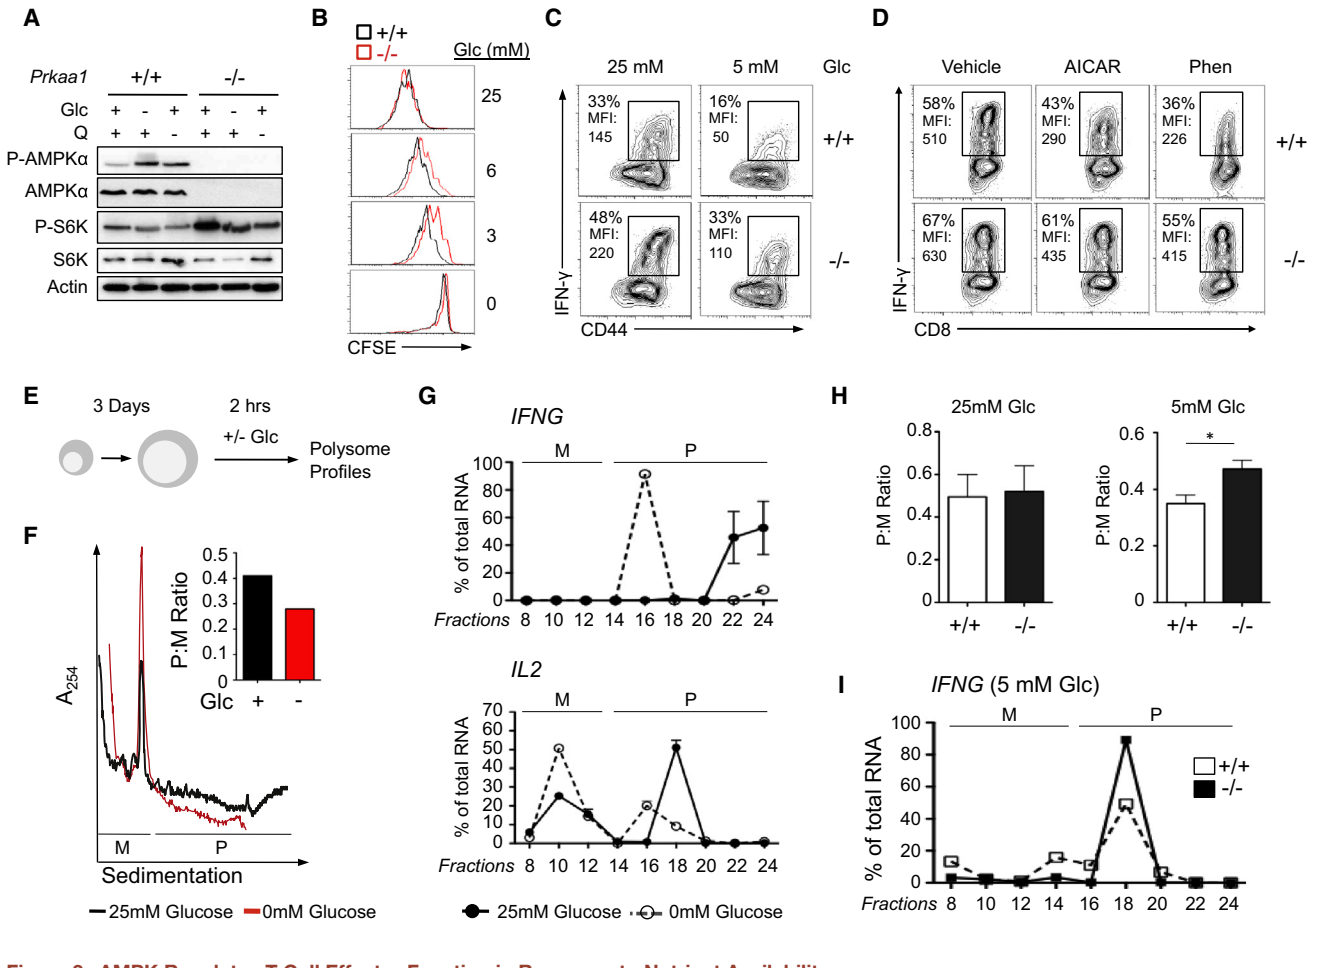 A
Prkaa1 +/+ -/-
Glc + - + + - +
Q + + - + + -
P-AMPKα
AMPKα
P-S6K
S6K
Actin
B
+/+
-/-
Glc (mM)
25
6
3
0
CFSE
C
25 mM 5 mM Glc
33%
MFI:
145
16%
MFI:
50
+/+
48%
MFI:
220
33%
MFI:
110
-/-
IFN-γ
CD44
D
Vehicle AICAR Phen
58%
MFI:
510
43%
MFI:
290
36%
MFI:
226
+/+
67%
MFI:
630
61%
MFI:
435
55%
MFI:
415
-/-
IFN-γ
CD8
E
3 Days
2 hrs
+/- Glc
Polysome
Profiles
F
A254
P:M Ratio
0.5
0.4
0.3
0.2
0.1
0
Glc + -
M P
Sedimentation
25mM Glucose 0mM Glucose
G
IFNG
M P
% of total RNA
100
80
60
40
20
0
Fractions 8 10 12 14 16 18 20 22 24
IL2
M P
% of total RNA
70
60
50
40
30
20
10
0
Fractions 8 10 12 14 16 18 20 22 24
25mM Glucose 0mM Glucose
H
25mM Glc
P:M Ratio
0.8
0.6
0.4
0.2
0
+/+ -/-
5mM Glc
P:M Ratio
0.6
0.4
0.2
0
*
+/+ -/-
I
IFNG (5 mM Glc)
M P
% of total RNA
100
80
60
40
20
0
+/+
-/-
Fractions 8 10 12 14 16 18 20 22 24